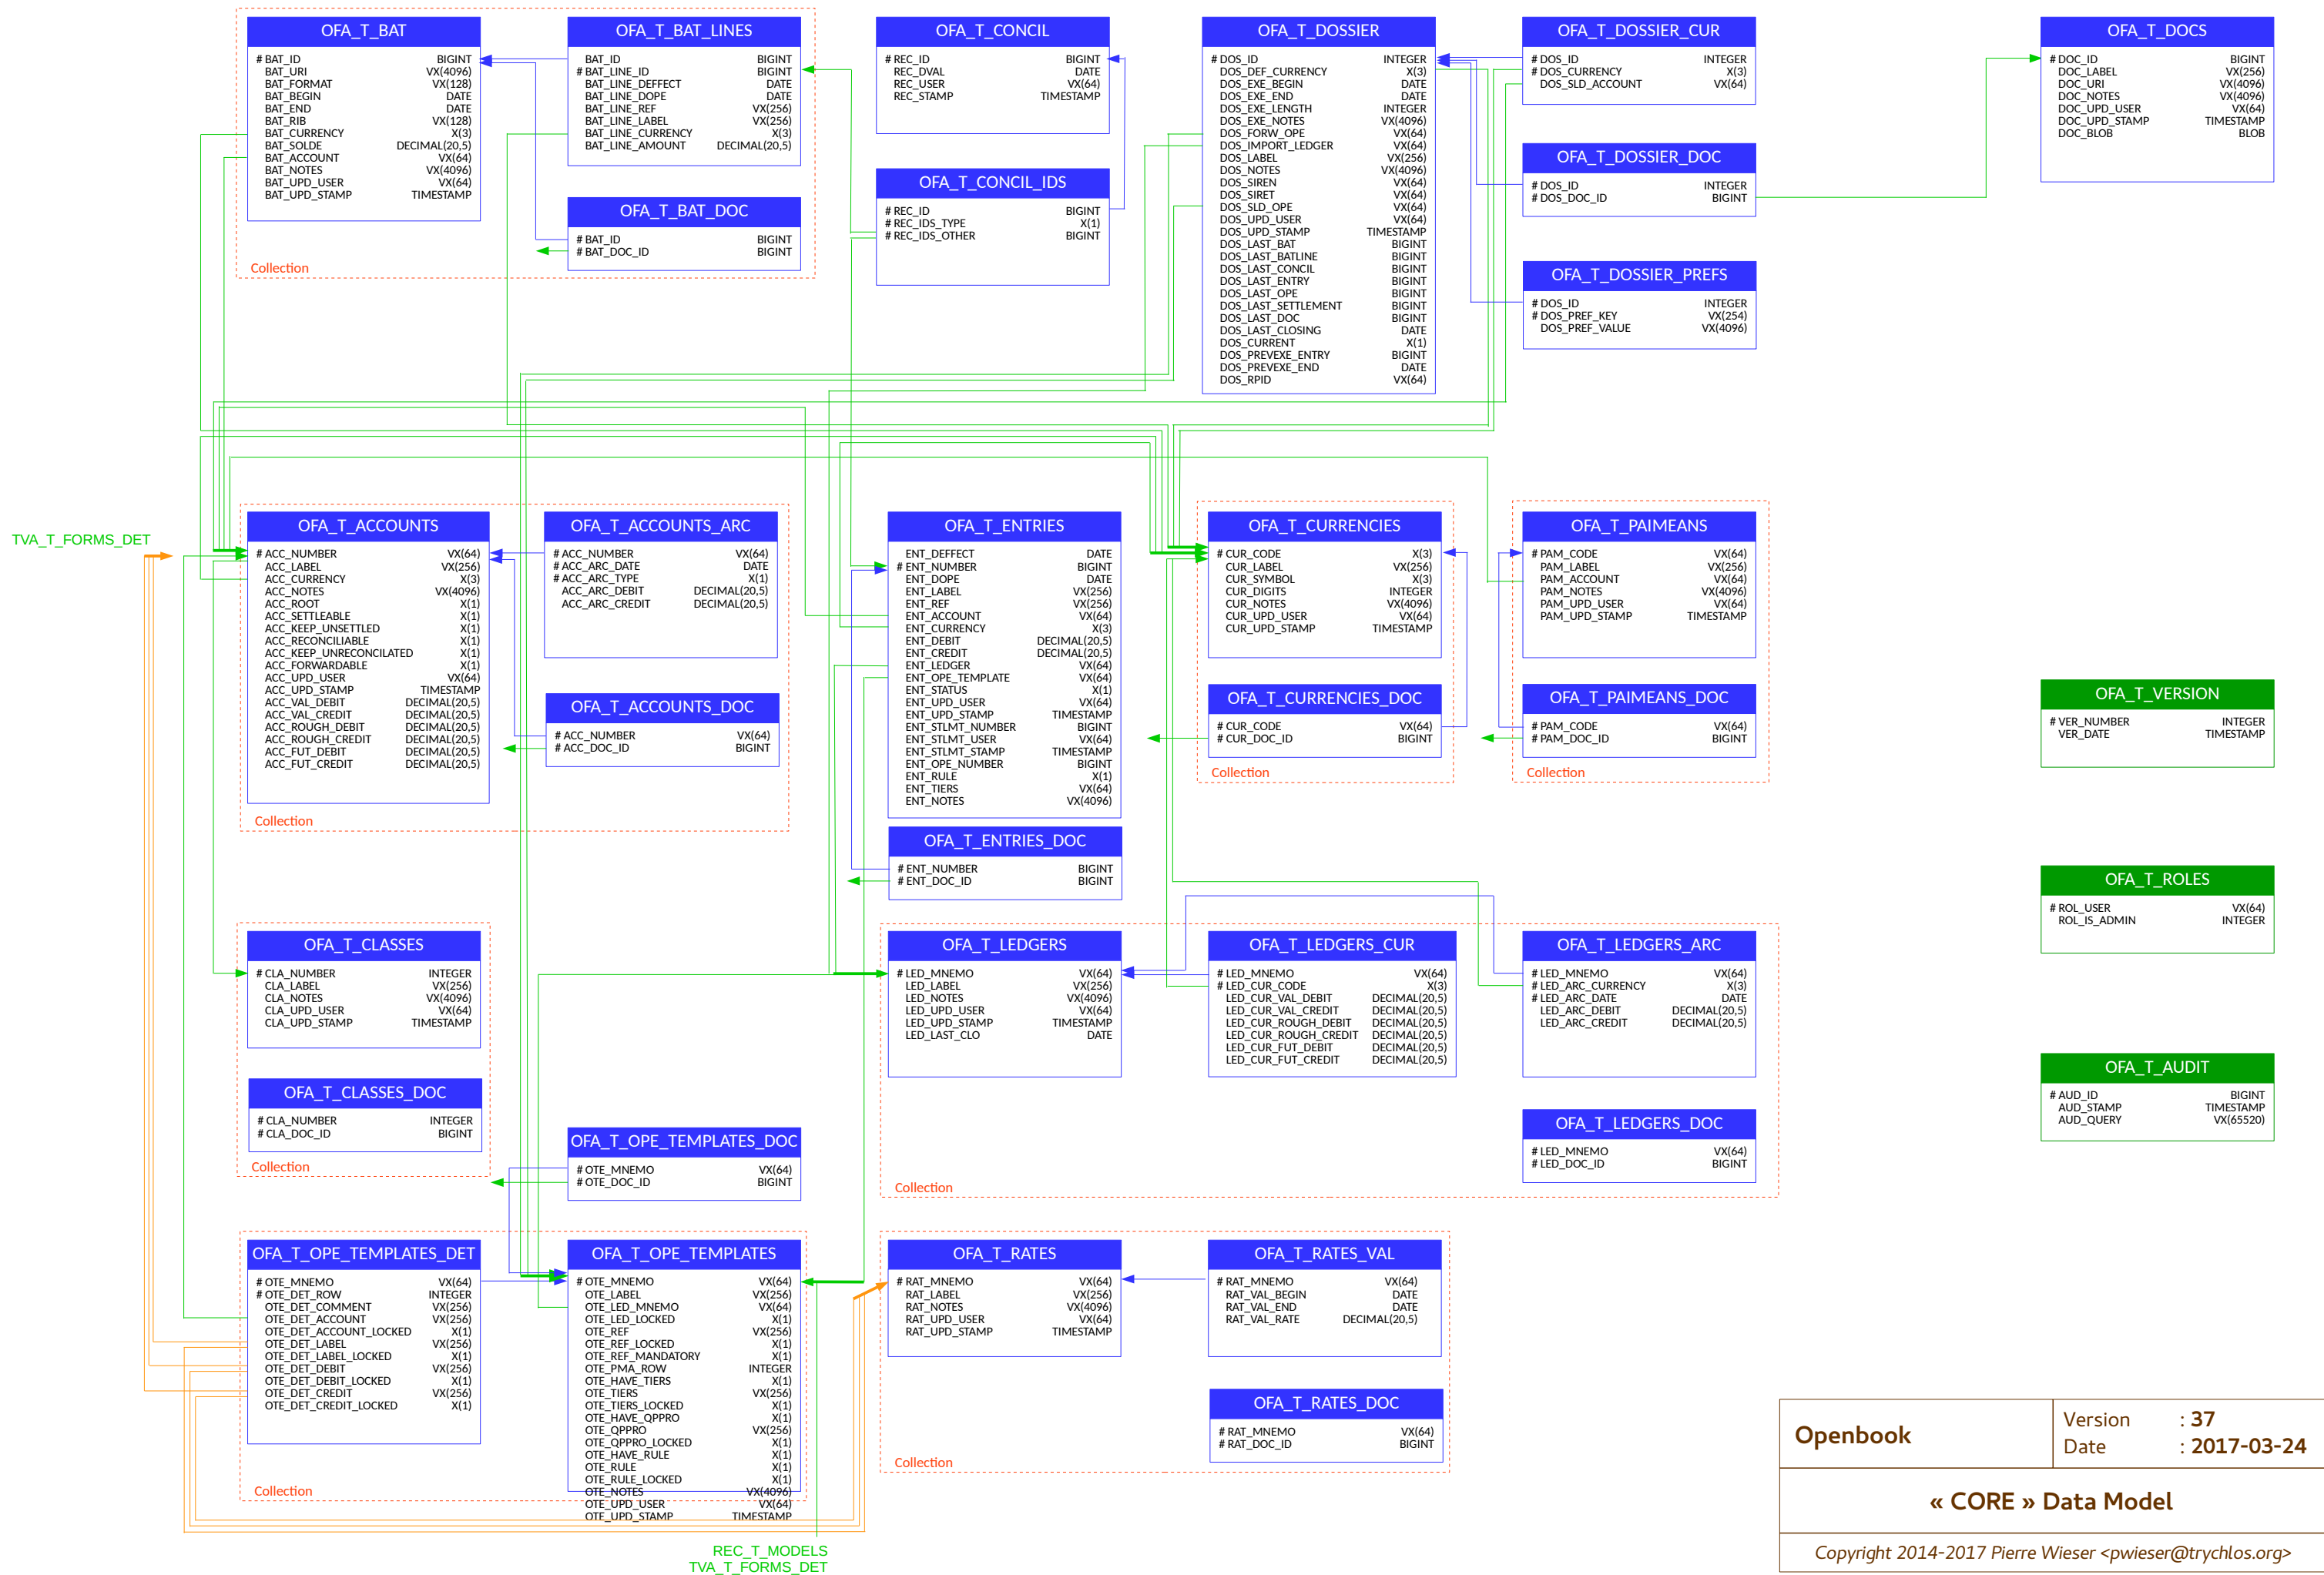 OFA_T_BAT
# BAT_ID BIGINT
BAT_URI VX(4096)
BAT_FORMAT VX(128)
BAT_BEGIN DATE
BAT_END DATE
BAT_RIB VX(128)
BAT_CURRENCY X(3)
BAT_SOLDE DECIMAL(20,5)
BAT_ACCOUNT VX(64)
BAT_NOTES VX(4096)
BAT_UPD_USER VX(64)
BAT_UPD_STAMP TIMESTAMP
OFA_T_BAT_LINES
BAT_ID BIGINT
# BAT_LINE_ID BIGINT
BAT_LINE_DEFFECT DATE
BAT_LINE_DOPE DATE
BAT_LINE_REF VX(256)
BAT_LINE_LABEL VX(256)
BAT_LINE_CURRENCY X(3)
BAT_LINE_AMOUNT DECIMAL(20,5)
OFA_T_BAT_DOC
# BAT_ID BIGINT
# BAT_DOC_ID BIGINT
Collection
OFA_T_CONCIL
# REC_ID BIGINT
REC_DVAL DATE
REC_USER VX(64)
REC_STAMP TIMESTAMP
OFA_T_CONCIL_IDS
# REC_ID BIGINT
# REC_IDS_TYPE X(1)
# REC_IDS_OTHER BIGINT
OFA_T_DOSSIER
# DOS_ID INTEGER
DOS_DEF_CURRENCY X(3)
DOS_EXE_BEGIN DATE
DOS_EXE_END DATE
DOS_EXE_LENGTH INTEGER
DOS_EXE_NOTES VX(4096)
DOS_FORW_OPE VX(64)
DOS_IMPORT_LEDGER VX(64)
DOS_LABEL VX(256)
DOS_NOTES VX(4096)
DOS_SIREN VX(64)
DOS_SIRET VX(64)
DOS_SLD_OPE VX(64)
DOS_UPD_USER VX(64)
DOS_UPD_STAMP TIMESTAMP
DOS_LAST_BAT BIGINT
DOS_LAST_BATLINE BIGINT
DOS_LAST_CONCIL BIGINT
DOS_LAST_ENTRY BIGINT
DOS_LAST_OPE BIGINT
DOS_LAST_SETTLEMENT BIGINT
DOS_LAST_DOC BIGINT
DOS_LAST_CLOSING DATE
DOS_CURRENT X(1)
DOS_PREVEXE_ENTRY BIGINT
DOS_PREVEXE_END DATE
DOS_RPID VX(64)
OFA_T_DOSSIER_CUR
# DOS_ID INTEGER
# DOS_CURRENCY X(3)
DOS_SLD_ACCOUNT VX(64)
OFA_T_DOSSIER_DOC
# DOS_ID INTEGER
# DOS_DOC_ID BIGINT
OFA_T_DOSSIER_PREFS
# DOS_ID INTEGER
# DOS_PREF_KEY VX(254)
DOS_PREF_VALUE VX(4096)
OFA_T_DOCS
# DOC_ID BIGINT
DOC_LABEL VX(256)
DOC_URI VX(4096)
DOC_NOTES VX(4096)
DOC_UPD_USER VX(64)
DOC_UPD_STAMP TIMESTAMP
DOC_BLOB BLOB
TVA_T_FORMS_DET
OFA_T_ACCOUNTS
# ACC_NUMBER VX(64)
ACC_LABEL VX(256)
ACC_CURRENCY X(3)
ACC_NOTES VX(4096)
ACC_ROOT X(1)
ACC_SETTLEABLE X(1)
ACC_KEEP_UNSETTLED X(1)
ACC_RECONCILIABLE X(1)
ACC_KEEP_UNRECONCILATED X(1)
ACC_FORWARDABLE X(1)
ACC_UPD_USER VX(64)
ACC_UPD_STAMP TIMESTAMP
ACC_VAL_DEBIT DECIMAL(20,5)
ACC_VAL_CREDIT DECIMAL(20,5)
ACC_ROUGH_DEBIT DECIMAL(20,5)
ACC_ROUGH_CREDIT DECIMAL(20,5)
ACC_FUT_DEBIT DECIMAL(20,5)
ACC_FUT_CREDIT DECIMAL(20,5)
OFA_T_ACCOUNTS_ARC
# ACC_NUMBER VX(64)
# ACC_ARC_DATE DATE
# ACC_ARC_TYPE X(1)
ACC_ARC_DEBIT DECIMAL(20,5)
ACC_ARC_CREDIT DECIMAL(20,5)
OFA_T_ACCOUNTS_DOC
# ACC_NUMBER VX(64)
# ACC_DOC_ID BIGINT
Collection
OFA_T_ENTRIES
ENT_DEFFECT DATE
# ENT_NUMBER BIGINT
ENT_DOPE DATE
ENT_LABEL VX(256)
ENT_REF VX(256)
ENT_ACCOUNT VX(64)
ENT_CURRENCY X(3)
ENT_DEBIT DECIMAL(20,5)
ENT_CREDIT DECIMAL(20,5)
ENT_LEDGER VX(64)
ENT_OPE_TEMPLATE VX(64)
ENT_STATUS X(1)
ENT_UPD_USER VX(64)
ENT_UPD_STAMP TIMESTAMP
ENT_STLMT_NUMBER BIGINT
ENT_STLMT_USER VX(64)
ENT_STLMT_STAMP TIMESTAMP
ENT_OPE_NUMBER BIGINT
ENT_RULE X(1)
ENT_TIERS VX(64)
ENT_NOTES VX(4096)
OFA_T_ENTRIES_DOC
# ENT_NUMBER BIGINT
# ENT_DOC_ID BIGINT
OFA_T_CURRENCIES
# CUR_CODE X(3)
CUR_LABEL VX(256)
CUR_SYMBOL X(3)
CUR_DIGITS INTEGER
CUR_NOTES VX(4096)
CUR_UPD_USER VX(64)
CUR_UPD_STAMP TIMESTAMP
OFA_T_CURRENCIES_DOC
# CUR_CODE VX(64)
# CUR_DOC_ID BIGINT
Collection
OFA_T_PAIMEANS
# PAM_CODE VX(64)
PAM_LABEL VX(256)
PAM_ACCOUNT VX(64)
PAM_NOTES VX(4096)
PAM_UPD_USER VX(64)
PAM_UPD_STAMP TIMESTAMP
OFA_T_PAIMEANS_DOC
# PAM_CODE VX(64)
# PAM_DOC_ID BIGINT
Collection
OFA_T_VERSION
# VER_NUMBER INTEGER
VER_DATE TIMESTAMP
OFA_T_ROLES
# ROL_USER VX(64)
ROL_IS_ADMIN INTEGER
OFA_T_AUDIT
# AUD_ID BIGINT
AUD_STAMP TIMESTAMP
AUD_QUERY VX(65520)
OFA_T_CLASSES
# CLA_NUMBER INTEGER
CLA_LABEL VX(256)
CLA_NOTES VX(4096)
CLA_UPD_USER VX(64)
CLA_UPD_STAMP TIMESTAMP
OFA_T_CLASSES_DOC
# CLA_NUMBER INTEGER
# CLA_DOC_ID BIGINT
Collection
OFA_T_LEDGERS
# LED_MNEMO VX(64)
LED_LABEL VX(256)
LED_NOTES VX(4096)
LED_UPD_USER VX(64)
LED_UPD_STAMP TIMESTAMP
LED_LAST_CLO DATE
OFA_T_LEDGERS_CUR
# LED_MNEMO VX(64)
# LED_CUR_CODE X(3)
LED_CUR_VAL_DEBIT DECIMAL(20,5)
LED_CUR_VAL_CREDIT DECIMAL(20,5)
LED_CUR_ROUGH_DEBIT DECIMAL(20,5)
LED_CUR_ROUGH_CREDIT DECIMAL(20,5)
LED_CUR_FUT_DEBIT DECIMAL(20,5)
LED_CUR_FUT_CREDIT DECIMAL(20,5)
OFA_T_LEDGERS_ARC
# LED_MNEMO VX(64)
# LED_ARC_CURRENCY X(3)
# LED_ARC_DATE DATE
LED_ARC_DEBIT DECIMAL(20,5)
LED_ARC_CREDIT DECIMAL(20,5)
OFA_T_LEDGERS_DOC
# LED_MNEMO VX(64)
# LED_DOC_ID BIGINT
Collection
OFA_T_OPE_TEMPLATES_DOC
# OTE_MNEMO VX(64)
# OTE_DOC_ID BIGINT
OFA_T_OPE_TEMPLATES_DET
# OTE_MNEMO VX(64)
# OTE_DET_ROW INTEGER
OTE_DET_COMMENT VX(256)
OTE_DET_ACCOUNT VX(256)
OTE_DET_ACCOUNT_LOCKED X(1)
OTE_DET_LABEL VX(256)
OTE_DET_LABEL_LOCKED X(1)
OTE_DET_DEBIT VX(256)
OTE_DET_DEBIT_LOCKED X(1)
OTE_DET_CREDIT VX(256)
OTE_DET_CREDIT_LOCKED X(1)
Collection
OFA_T_OPE_TEMPLATES
# OTE_MNEMO VX(64)
OTE_LABEL VX(256)
OTE_LED_MNEMO VX(64)
OTE_LED_LOCKED X(1)
OTE_REF VX(256)
OTE_REF_LOCKED X(1)
OTE_REF_MANDATORY X(1)
OTE_PMA_ROW INTEGER
OTE_HAVE_TIERS X(1)
OTE_TIERS VX(256)
OTE_TIERS_LOCKED X(1)
OTE_HAVE_QPPRO X(1)
OTE_QPPRO VX(256)
OTE_QPPRO_LOCKED X(1)
OTE_HAVE_RULE X(1)
OTE_RULE X(1)
OTE_RULE_LOCKED X(1)
OTE_NOTES VX(4096)
OTE_UPD_USER VX(64)
OTE_UPD_STAMP TIMESTAMP
REC_T_MODELS
TVA_T_FORMS_DET
OFA_T_RATES
# RAT_MNEMO VX(64)
RAT_LABEL VX(256)
RAT_NOTES VX(4096)
RAT_UPD_USER VX(64)
RAT_UPD_STAMP TIMESTAMP
OFA_T_RATES_VAL
# RAT_MNEMO VX(64)
RAT_VAL_BEGIN DATE
RAT_VAL_END DATE
RAT_VAL_RATE DECIMAL(20,5)
OFA_T_RATES_DOC
# RAT_MNEMO VX(64)
# RAT_DOC_ID BIGINT
Collection
Openbook
Version : 37
Date : 2017-03-24
« CORE » Data Model
Copyright 2014-2017 Pierre Wieser <pwieser@trychlos.org>